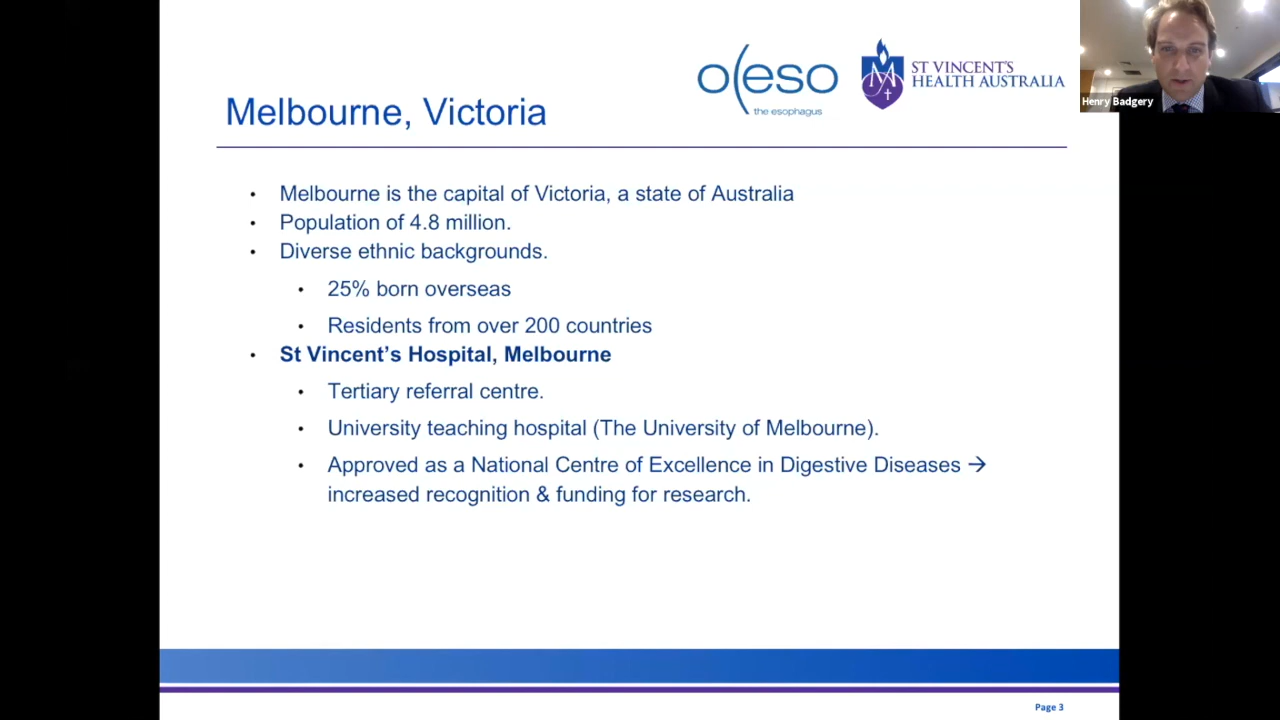 o(eso
the esophagus
ST VINCENT'S
HEALTH AUSTRALIA
Henry Badgery
Melbourne, Victoria
• Melbourne is the capital of Victoria, a state of Australia
• Population of 4.8 million.
• Diverse ethnic backgrounds.
• 25% born overseas
• Residents from over 200 countries
• St Vincent’s Hospital, Melbourne
• Tertiary referral centre.
• University teaching hospital (The University of Melbourne).
• Approved as a National Centre of Excellence in Digestive Diseases →
increased recognition & funding for research.
Page 3